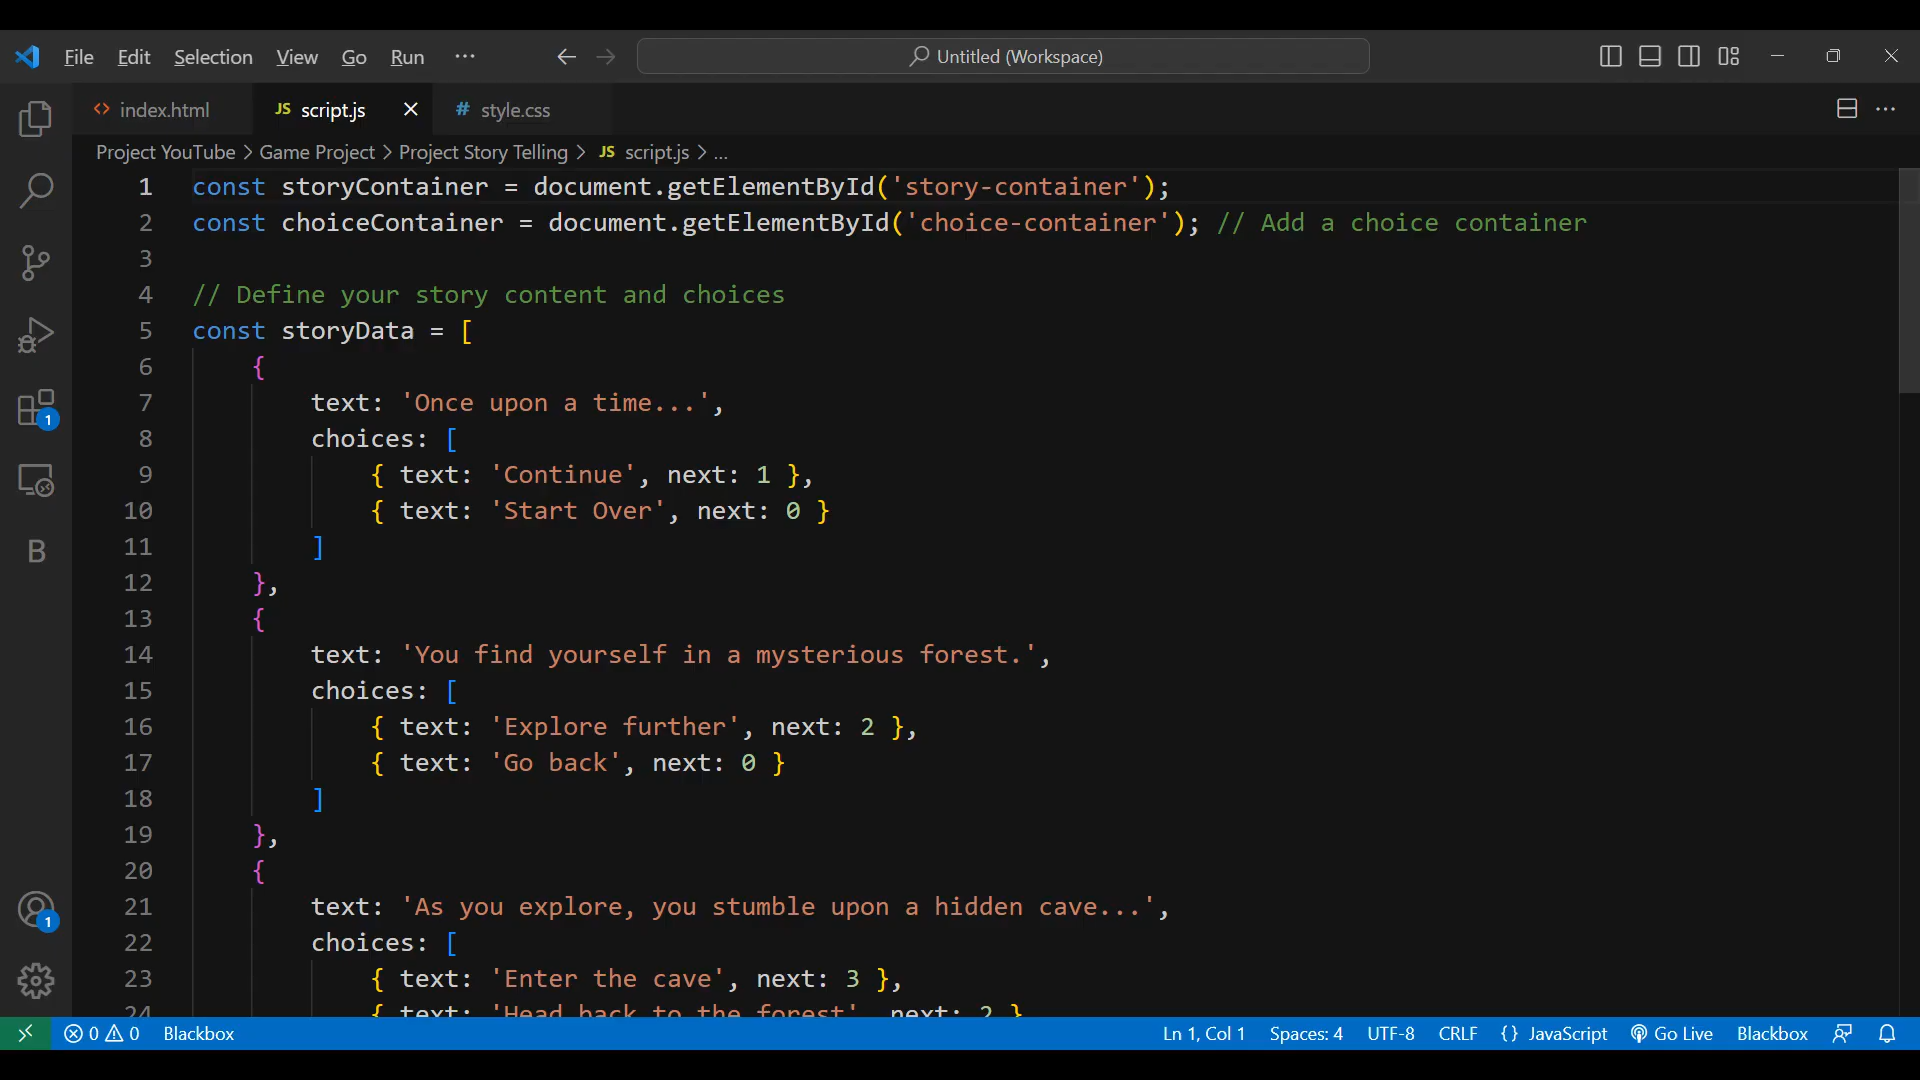 File Edit Selection View Go Run ··· Untitled (Workspace)
index.html JS script.js # style.css
Project YouTube > Game Project > Project Story Telling > JS script.js > ...
1 const storyContainer = document.getElementById('story-container');
2 const choiceContainer = document.getElementById('choice-container'); // Add a choice container
3
4 // Define your story content and choices
5 const storyData = [
6 {
7 text: 'Once upon a time...',
8 choices: [
9 { text: 'Continue', next: 1 },
10 { text: 'Start Over', next: 0 }
11 ]
12 },
13 {
14 text: 'You find yourself in a mysterious forest.',
15 choices: [
16 { text: 'Explore further', next: 2 },
17 { text: 'Go back', next: 0 }
18 ]
19 },
20 {
21 text: 'As you explore, you stumble upon a hidden cave...',
22 choices: [
23 { text: 'Enter the cave', next: 3 },
24 { text: 'Head back to the forest', next: 2 }
1
B
1
0 0 Blackbox Ln 1, Col 1 Spaces: 4 UTF-8 CRLF {} JavaScript Go Live Blackbox